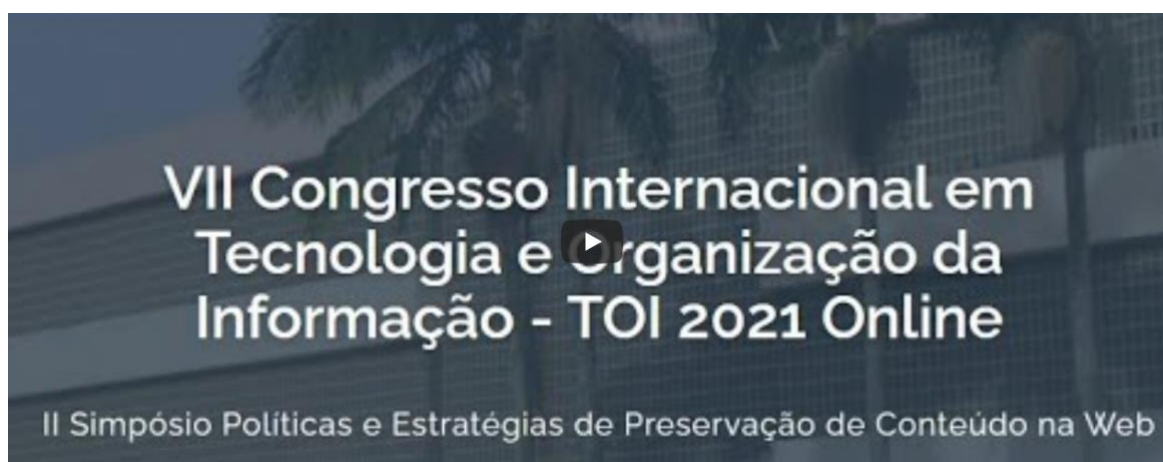 VII Congresso Internacional em
Tecnologia e Organização da
Informação - TOI 2021 Online
II Simpósio Políticas e Estratégias de Preservação de Conteúdo na Web